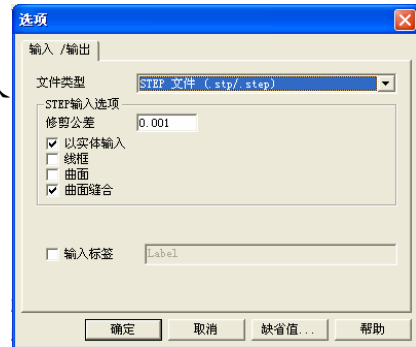 选项
输入 /输出
文件类型 STEP 文件 (.stp/.step)
STEP输入选项
修剪公差 0.001
以实体输入
线框
曲面
曲面缝合
输入标签 Label
确定 取消 缺省值... 帮助